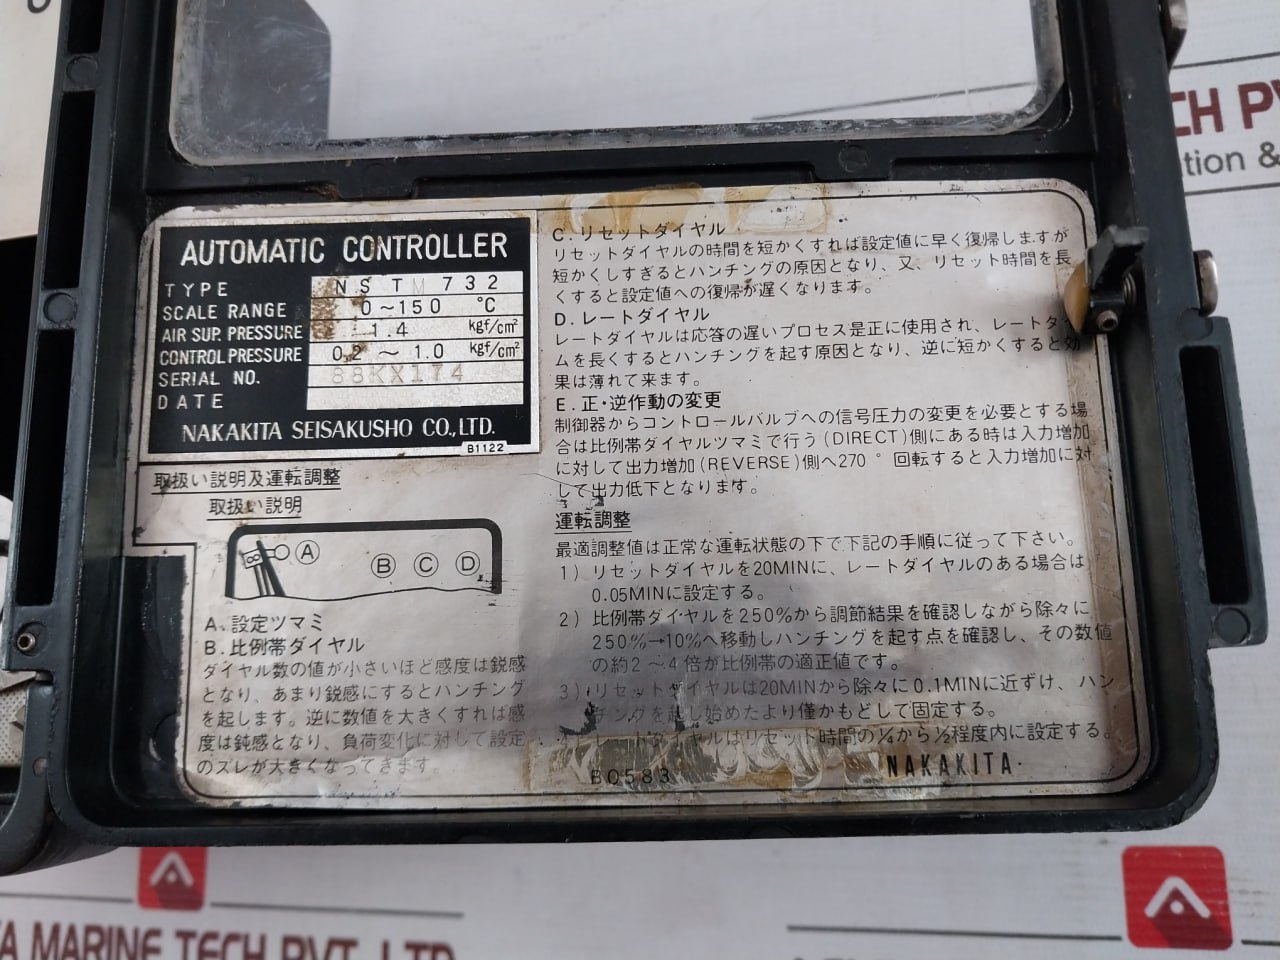 AUTOMATIC CONTROLLER
TYPE NST M 732
SCALE RANGE 0~150 °C
AIR SUP. PRESSURE 1.4 kgf/cm²
CONTROL PRESSURE 0.2 ~ 1.0 kgf/cm²
SERIAL NO. 88KX174
DATE
NAKAKITA SEISAKUSHO CO., LTD.
B1122
取扱い説明及運転調整
取扱い説明
A B C D
A. 設定ツマミ
B. 比例帯ダイヤル
ダイヤル数の値が小さいほど感度は鋭感
となり、あまり鋭感にするとハンチング
を起します。逆に数値を大きくすれば感
度は鈍感となり、負荷変化に対して設定
のズレが大きくなってきます。
C. リセットダイヤル
リセットダイヤルの時間を短かくすれば設定値に早く復帰しますが
短かくしすぎるとハンチングの原因となり、又、リセット時間を長
くすると設定値への復帰が遅くなります。
D. レートダイヤル
レートダイヤルは応答の遅いプロセス是正に使用され、レートダイヤ
ムを長くするとハンチングを起す原因となり、逆に短かくすると効
果は薄れて来ます。
E. 正・逆作動の変更
制御器からコントロールバルブへの信号圧力の変更を必要とする場
合は比例帯ダイヤルツマミで行う(DIRECT)側にある時は入力増加
に対して出力増加(REVERSE)側へ270°回転すると入力増加に対
して出力低下となります。
運転調整
最適調整値は正常な運転状態の下で下記の手順に従って下さい。
1) リセットダイヤルを20MINに、レートダイヤルのある場合は
0.05MINに設定する。
2) 比例帯ダイヤルを250%から調節結果を確認しながら除々に
250%→10%へ移動しハンチングを起す点を確認し、その数値
の約2~4倍が比例帯の適正値です。
3) リセットダイヤルは20MINから除々に0.1MINに近ずけ、ハン
チングを起し始めたより僅かもどして固定する。
ダイヤルはリセット時間の¼から½程度内に設定する。
BQ583
NAKAKITA
TECH PV
tion &
A MARINE TECH PVT. LTD